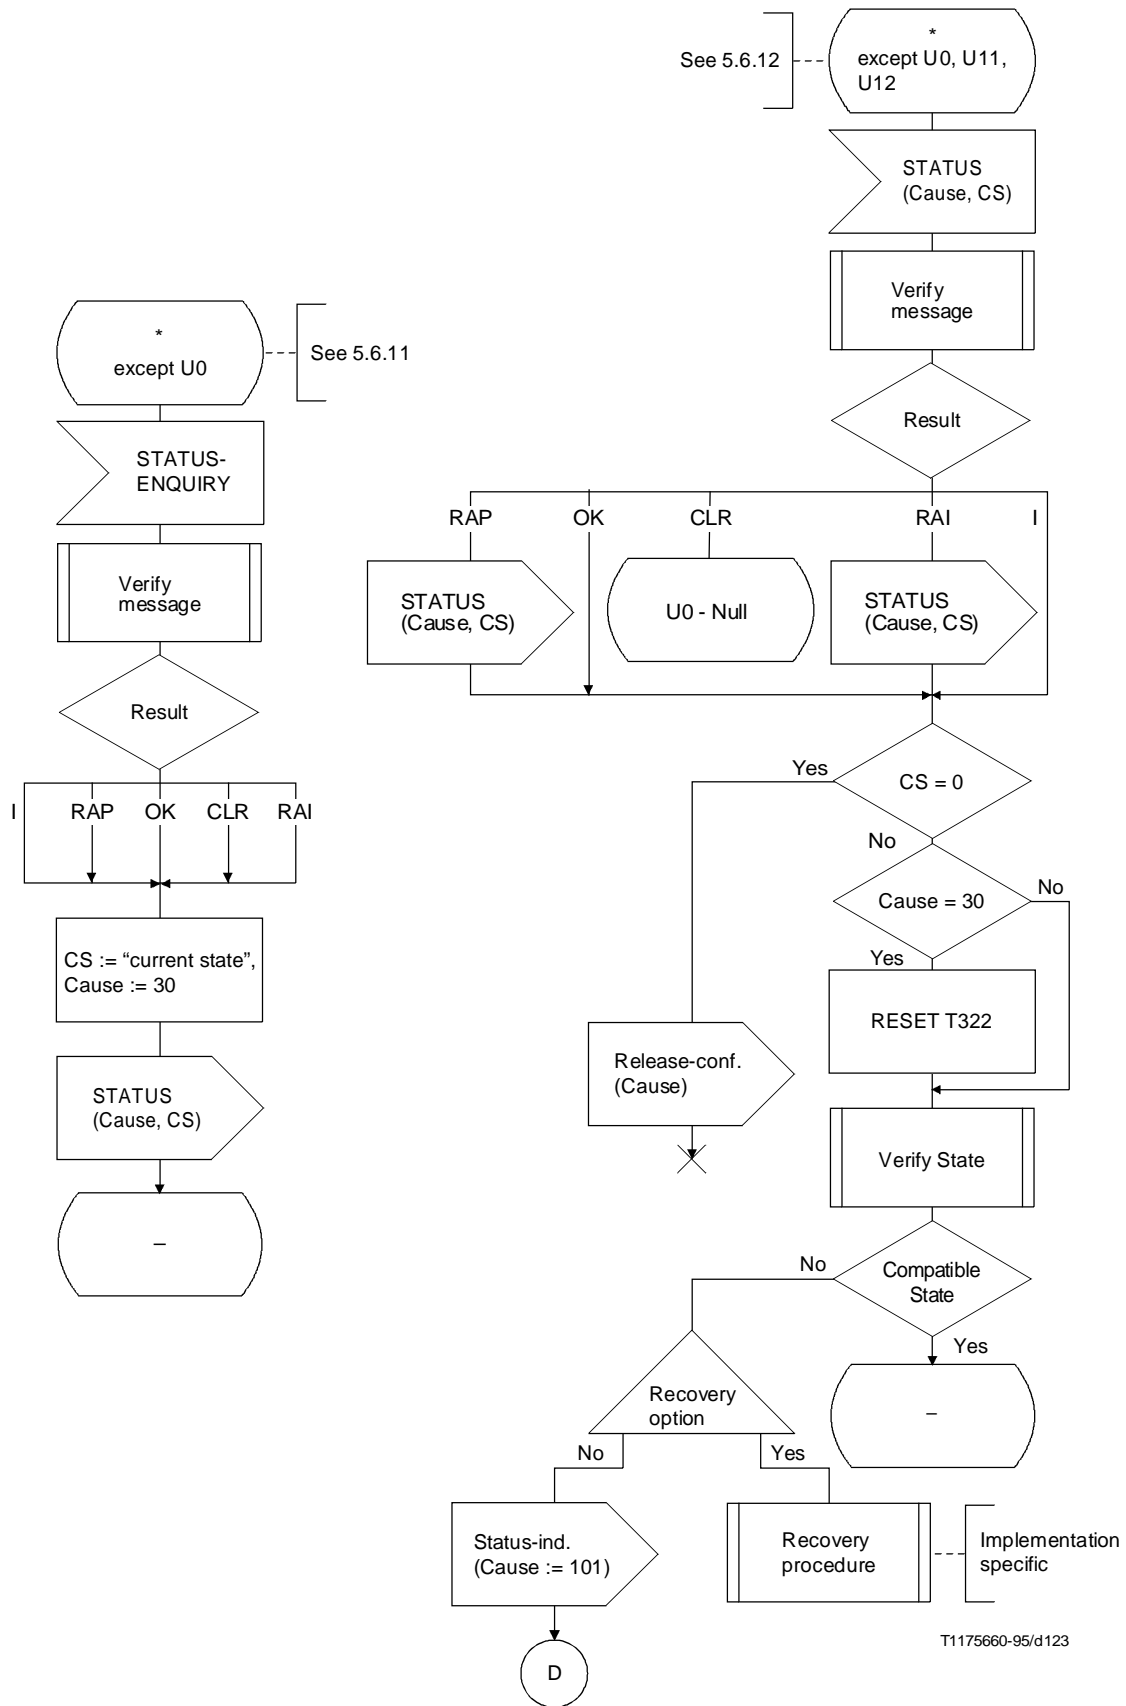 See 5.6.12
*
except U0, U11,
U12
STATUS
(Cause, CS)
Verify
message
Result
RAP
OK
CLR
RAI
I
STATUS
(Cause, CS)
U0 - Null
STATUS
(Cause, CS)
Yes
CS = 0
No
Cause = 30
No
Yes
RESET T322
Release-conf.
(Cause)
Verify State
No
Compatible
State
Yes
–
Recovery
option
No
Yes
Status-ind.
(Cause := 101)
Recovery
procedure
Implementation
specific
D
*
except U0
See 5.6.11
STATUS-
ENQUIRY
Verify
message
Result
I
RAP
OK
CLR
RAI
CS := “current state”,
Cause := 30
STATUS
(Cause, CS)
–
T1175660-95/d123